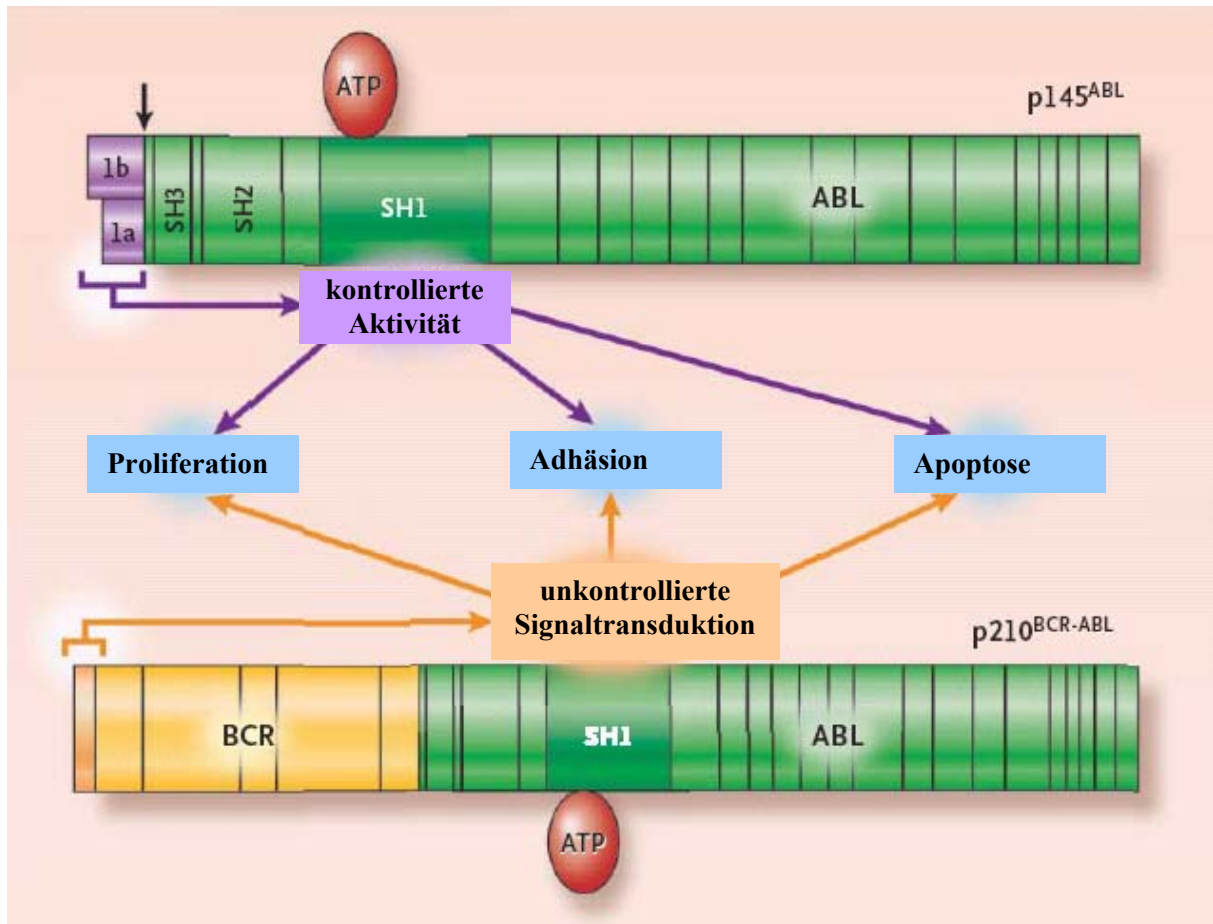 ATP
p145ABL
1b
1a
SH3
SH2
SH1
ABL
kontrollierte
Aktivität
Proliferation
Adhäsion
Apoptose
unkontrollierte
Signaltransduktion
p210BCR-ABL
BCR
SH1
ABL
ATP